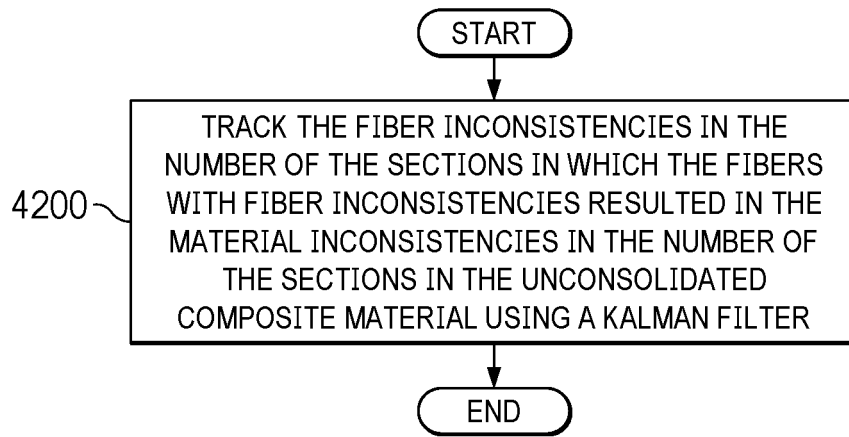 START
TRACK THE FIBER INCONSISTENCIES IN THE
NUMBER OF THE SECTIONS IN WHICH THE FIBERS
WITH FIBER INCONSISTENCIES RESULTED IN THE
4200
MATERIAL INCONSISTENCIES IN THE NUMBER OF
THE SECTIONS IN THE UNCONSOLIDATED
COMPOSITE MATERIAL USING A KALMAN FILTER
END